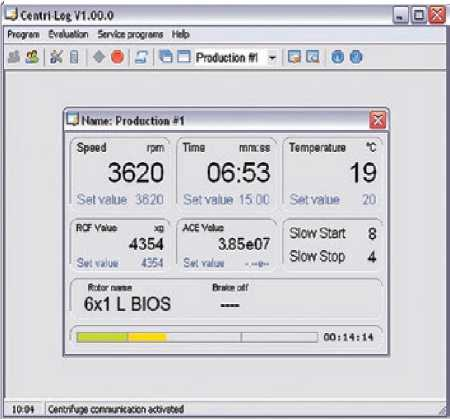 Centri-Log V1.00.0
Program Evaluation Service programs Help
Production #1
Name: Production #1
Speed rpm Time mm:ss Temperature °C
3620 06:53 19
Set value 3620 Set value 15:00 Set value 20
RCF Value xg ACE Value
4354 3.85e07
Set value 4354 Set value -.--e--
Slow Start 8
Slow Stop 4
Rotor name Brake off
6x1 L BIOS ----
00:14:14
10:04 Centrifuge communication activated